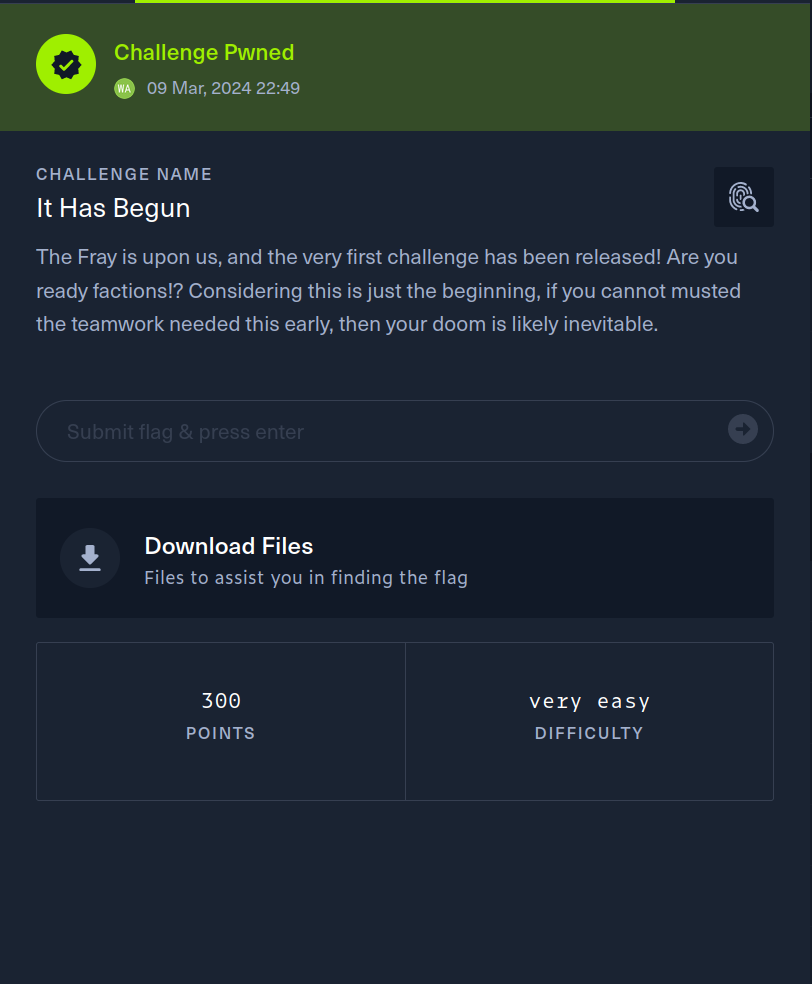 Challenge Pwned
WA 09 Mar, 2024 22:49
CHALLENGE NAME
It Has Begun
The Fray is upon us, and the very first challenge has been released! Are you
ready factions!? Considering this is just the beginning, if you cannot musted
the teamwork needed this early, then your doom is likely inevitable.
Submit flag & press enter
Download Files
Files to assist you in finding the flag
300
POINTS
very easy
DIFFICULTY